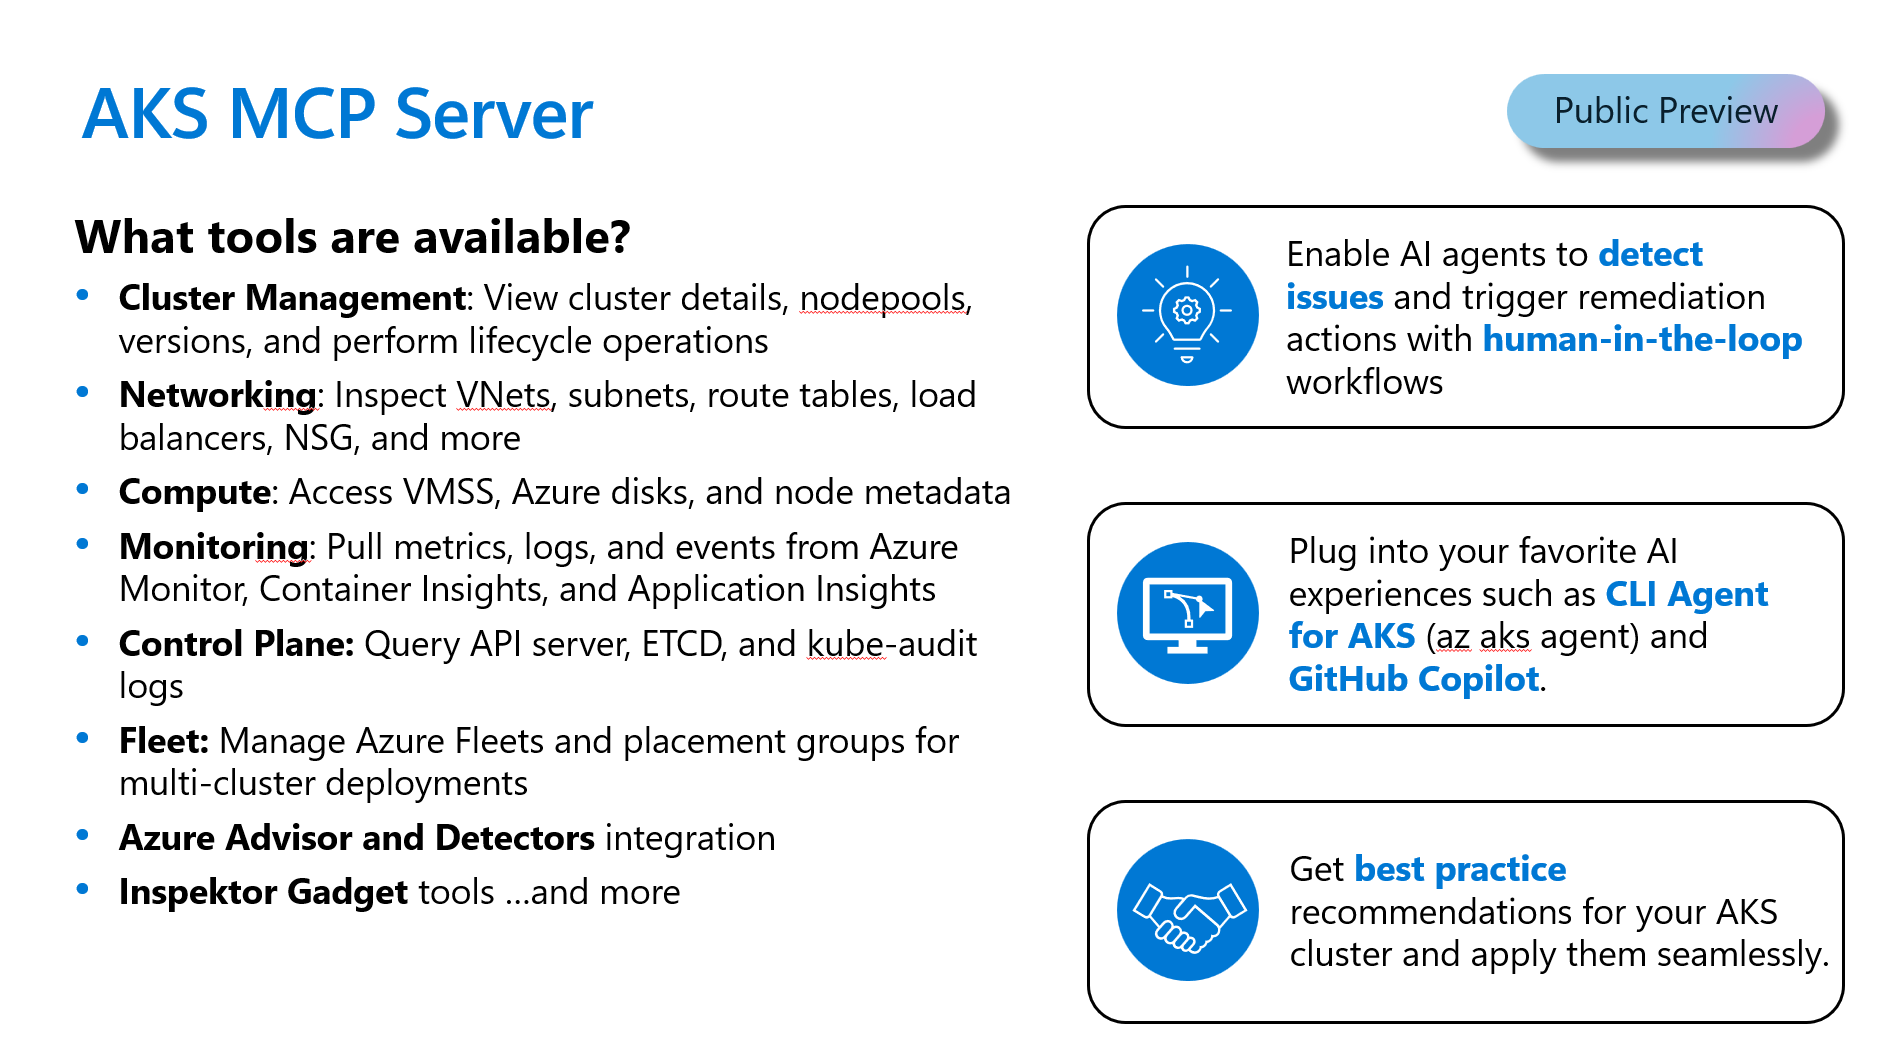 AKS MCP Server
Public Preview
What tools are available?
• Cluster Management: View cluster details, nodepools,
versions, and perform lifecycle operations
• Networking: Inspect VNets, subnets, route tables, load
balancers, NSG, and more
• Compute: Access VMSS, Azure disks, and node metadata
• Monitoring: Pull metrics, logs, and events from Azure
Monitor, Container Insights, and Application Insights
• Control Plane: Query API server, ETCD, and kube-audit
logs
• Fleet: Manage Azure Fleets and placement groups for
multi-cluster deployments
• Azure Advisor and Detectors integration
• Inspektor Gadget tools ...and more
Enable AI agents to detect
issues and trigger remediation
actions with human-in-the-loop
workflows
Plug into your favorite AI
experiences such as CLI Agent
for AKS (az aks agent) and
GitHub Copilot.
Get best practice
recommendations for your AKS
cluster and apply them seamlessly.